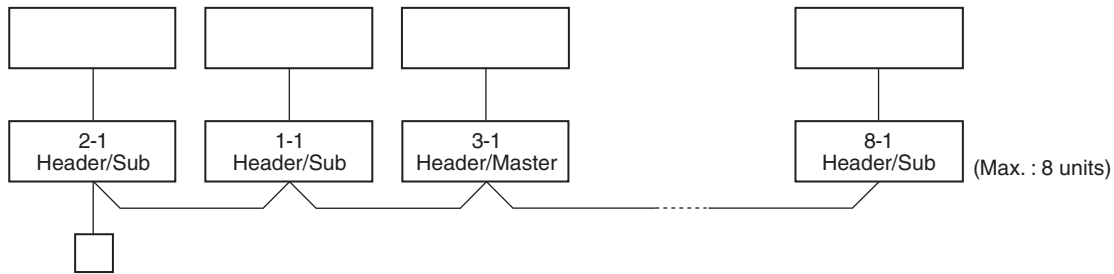 2-1
Header/Sub
1-1
Header/Sub
3-1
Header/Master
8-1
Header/Sub
(Max. : 8 units)